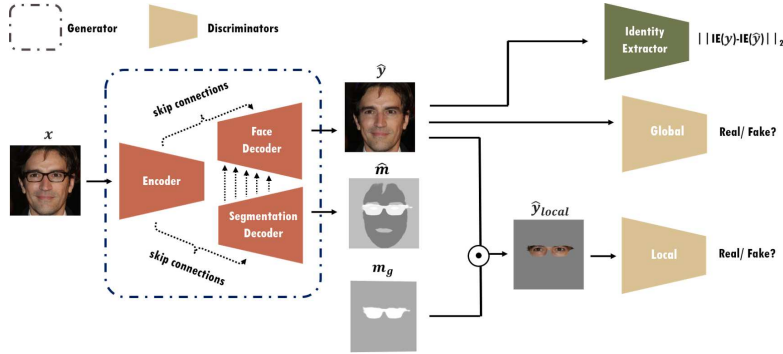 Generator
Discriminators
x
skip connections
Encoder
Face
Decoder
Segmentation
Decoder
skip connections
ŷ
m̂
m_g
ŷ_local
Identity
Extractor
||IE(y)-IE(ŷ)||₂
Global
Real/ Fake?
Local
Real/ Fake?